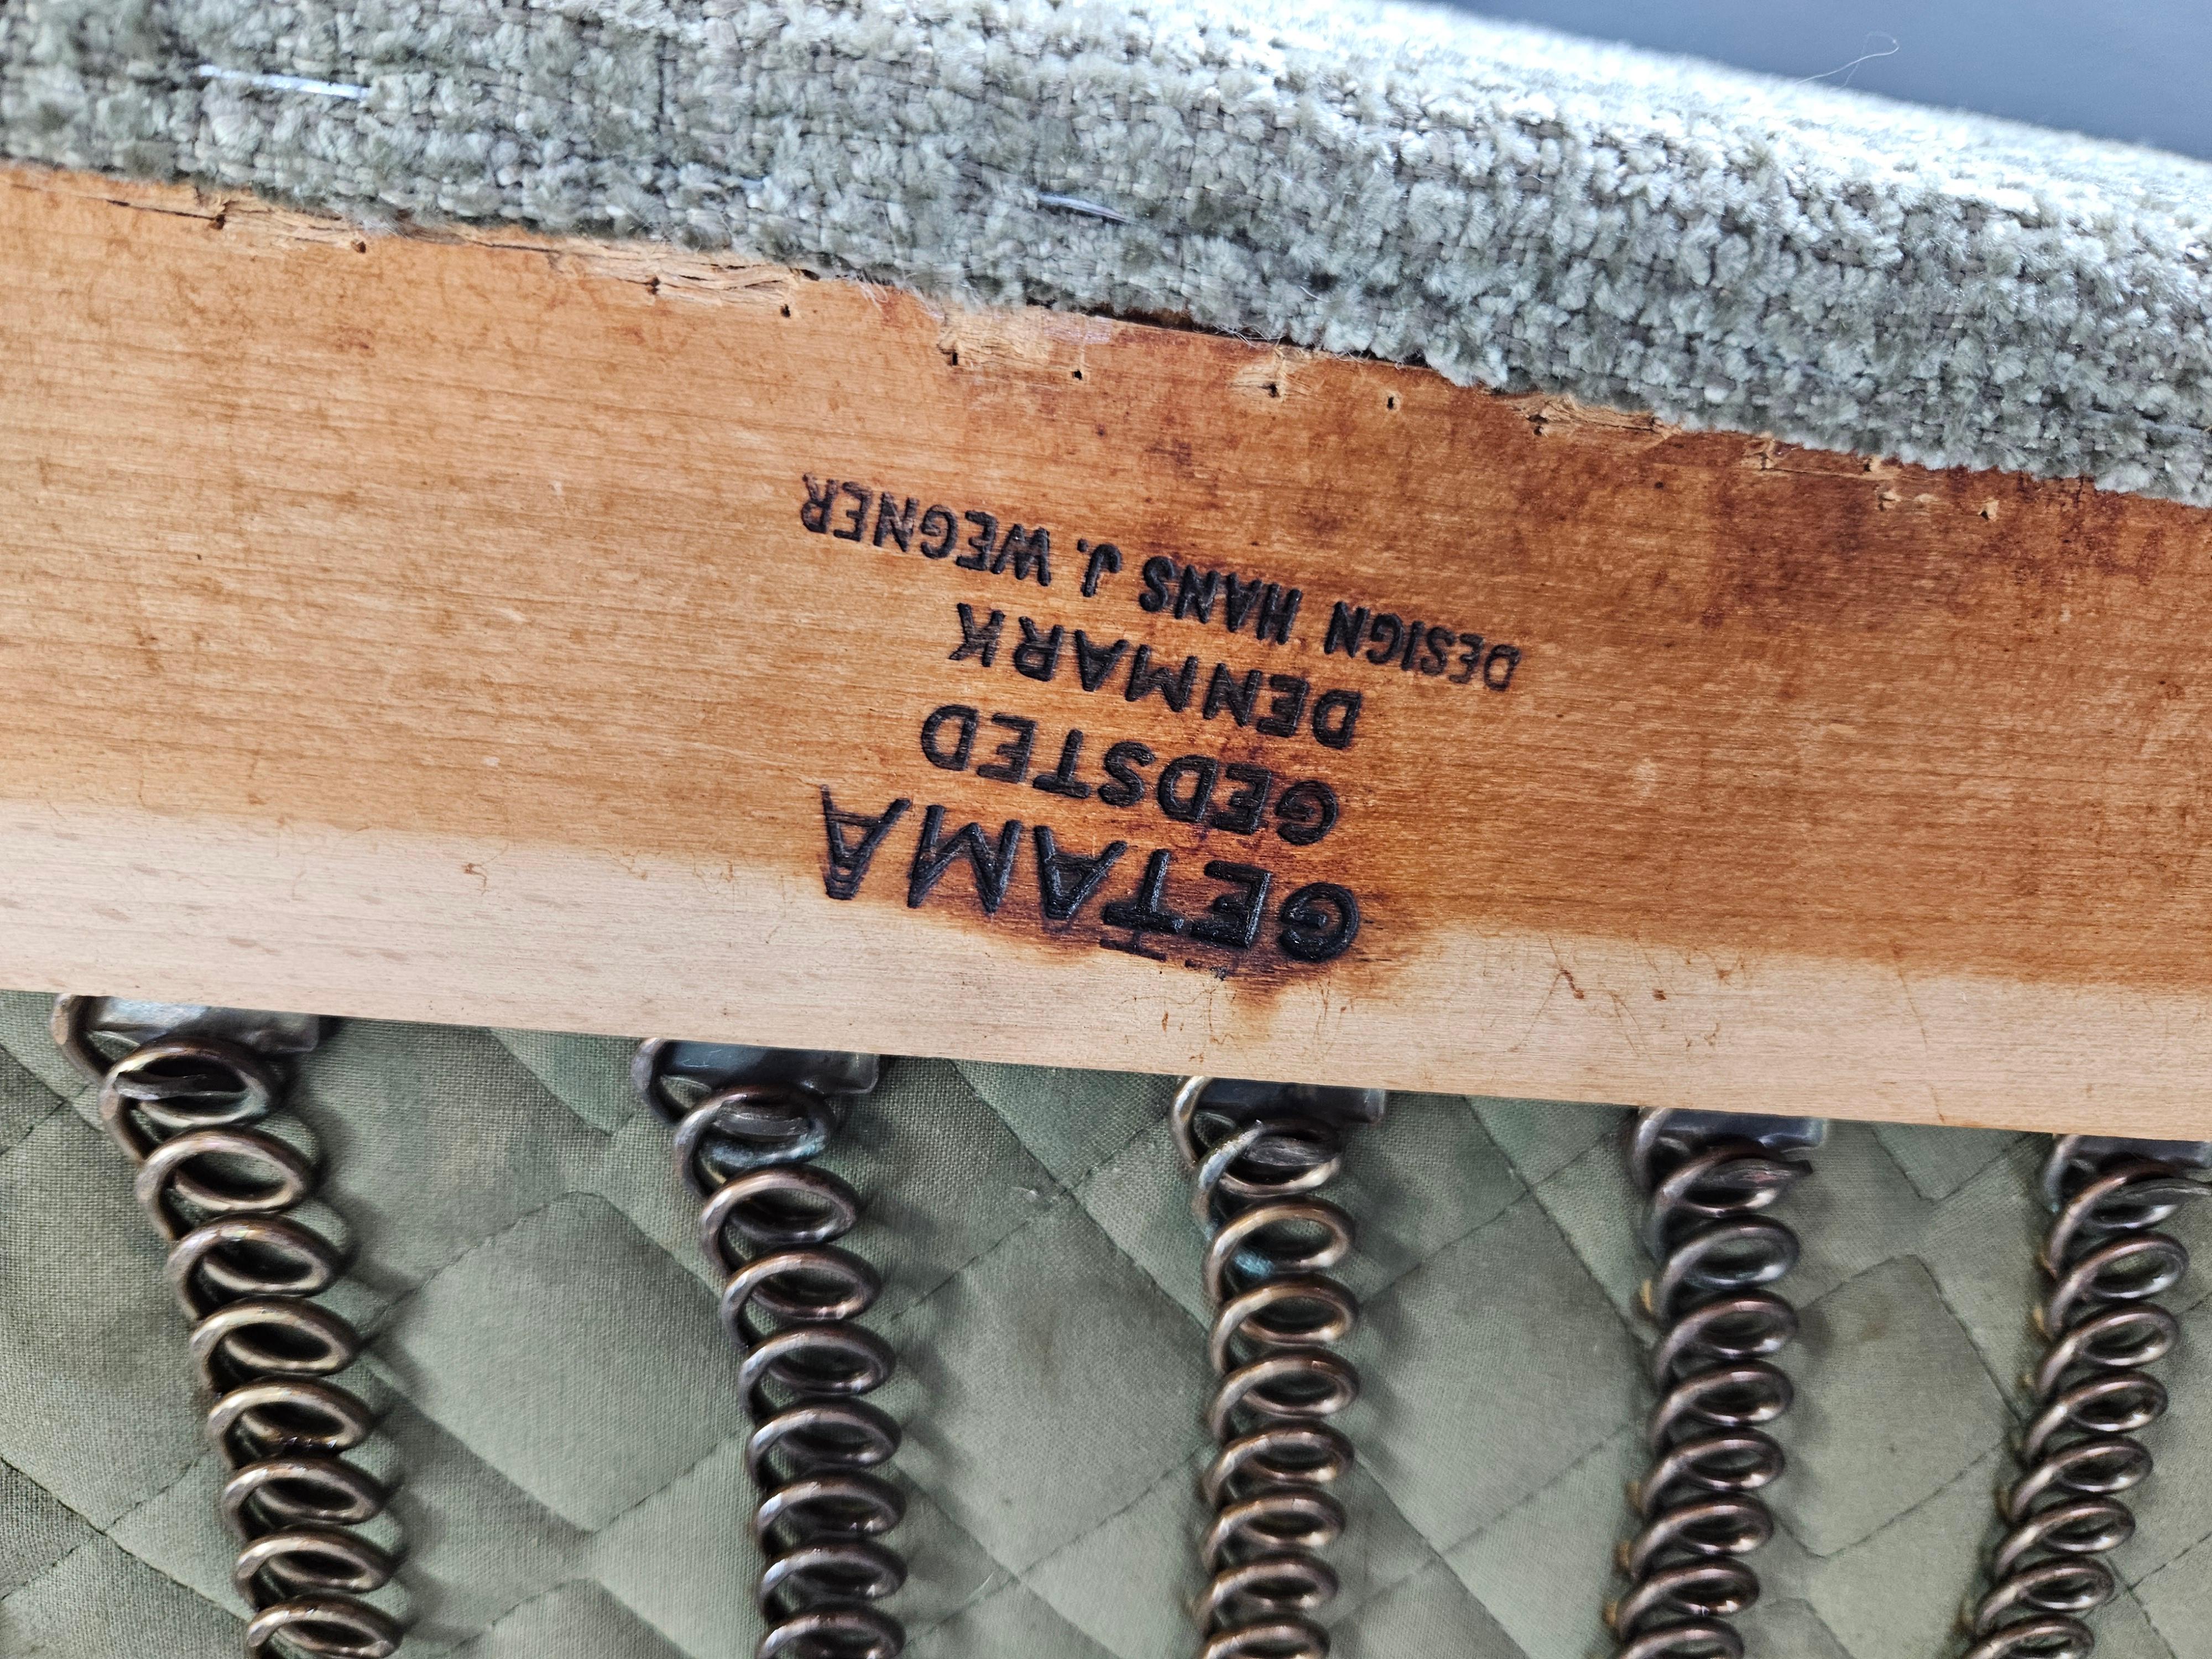 GETAMA
GEDSTED
DENMARK
DESIGN HANS J. WEGNER